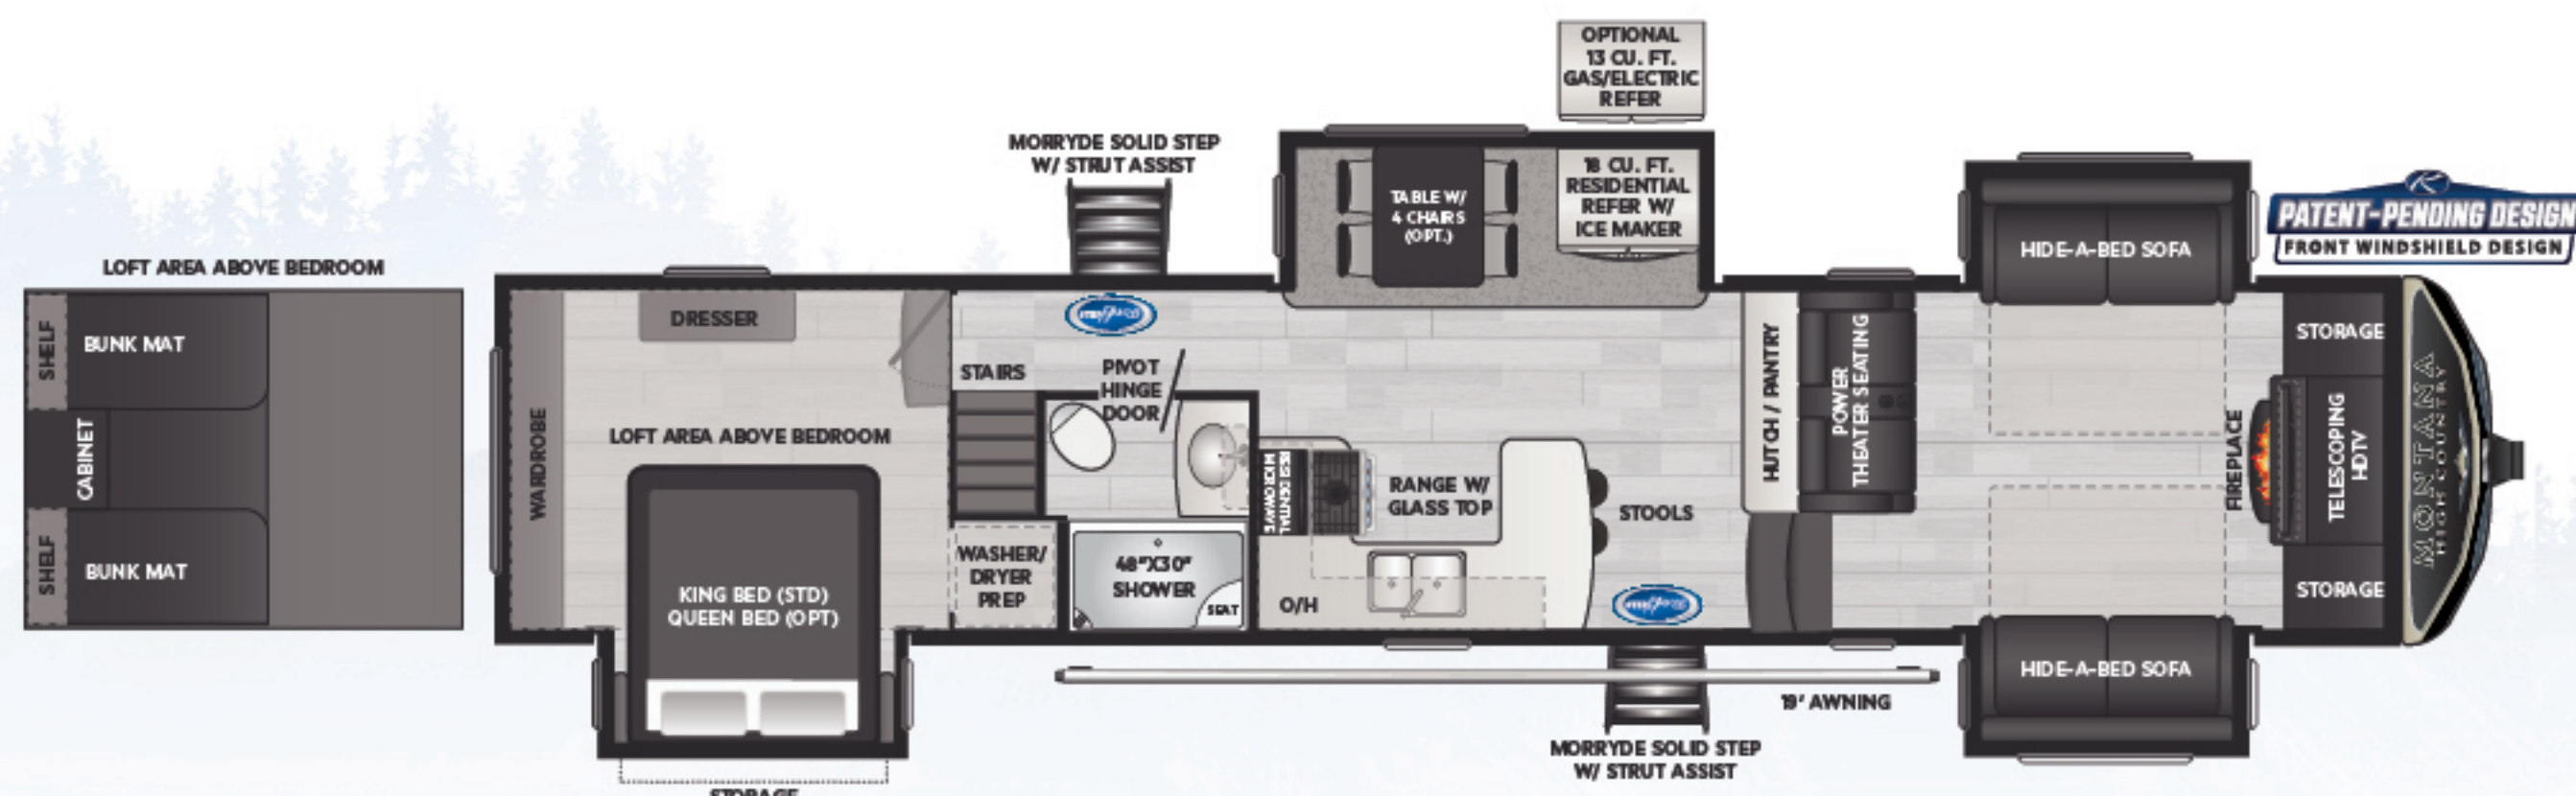 OPTIONAL
13 CU. FT.
GAS/ELECTRIC
REFER
MORRYDE SOLID STEP
W/ STRUT ASSIST
TABLE W/
4 CHAIRS
(OPT.)
18 CU. FT.
RESIDENTIAL
REFER W/
ICE MAKER
HIDE-A-BED SOFA
PATENT-PENDING DESIGN
FRONT WINDSHIELD DESIGN
LOFT AREA ABOVE BEDROOM
SHELF
BUNK MAT
CABINET
SHELF
BUNK MAT
WARDROBE
DRESSER
LOFT AREA ABOVE BEDROOM
KING BED (STD)
QUEEN BED (OPT)
STORAGE
STAIRS
PIVOT
HINGE
DOOR
WASHER/
DRYER
PREP
48"X30"
SHOWER
SEAT
RESIDENTIAL
MICROWAVE
RANGE W/
GLASS TOP
O/H
STOOLS
HUTCH / PANTRY
POWER
THEATER SEATING
FIREPLACE
STORAGE
TELESCOPING
HDTV
STORAGE
MONTANA
HIGH COUNTRY
HIDE-A-BED SOFA
19' AWNING
MORRYDE SOLID STEP
W/ STRUT ASSIST